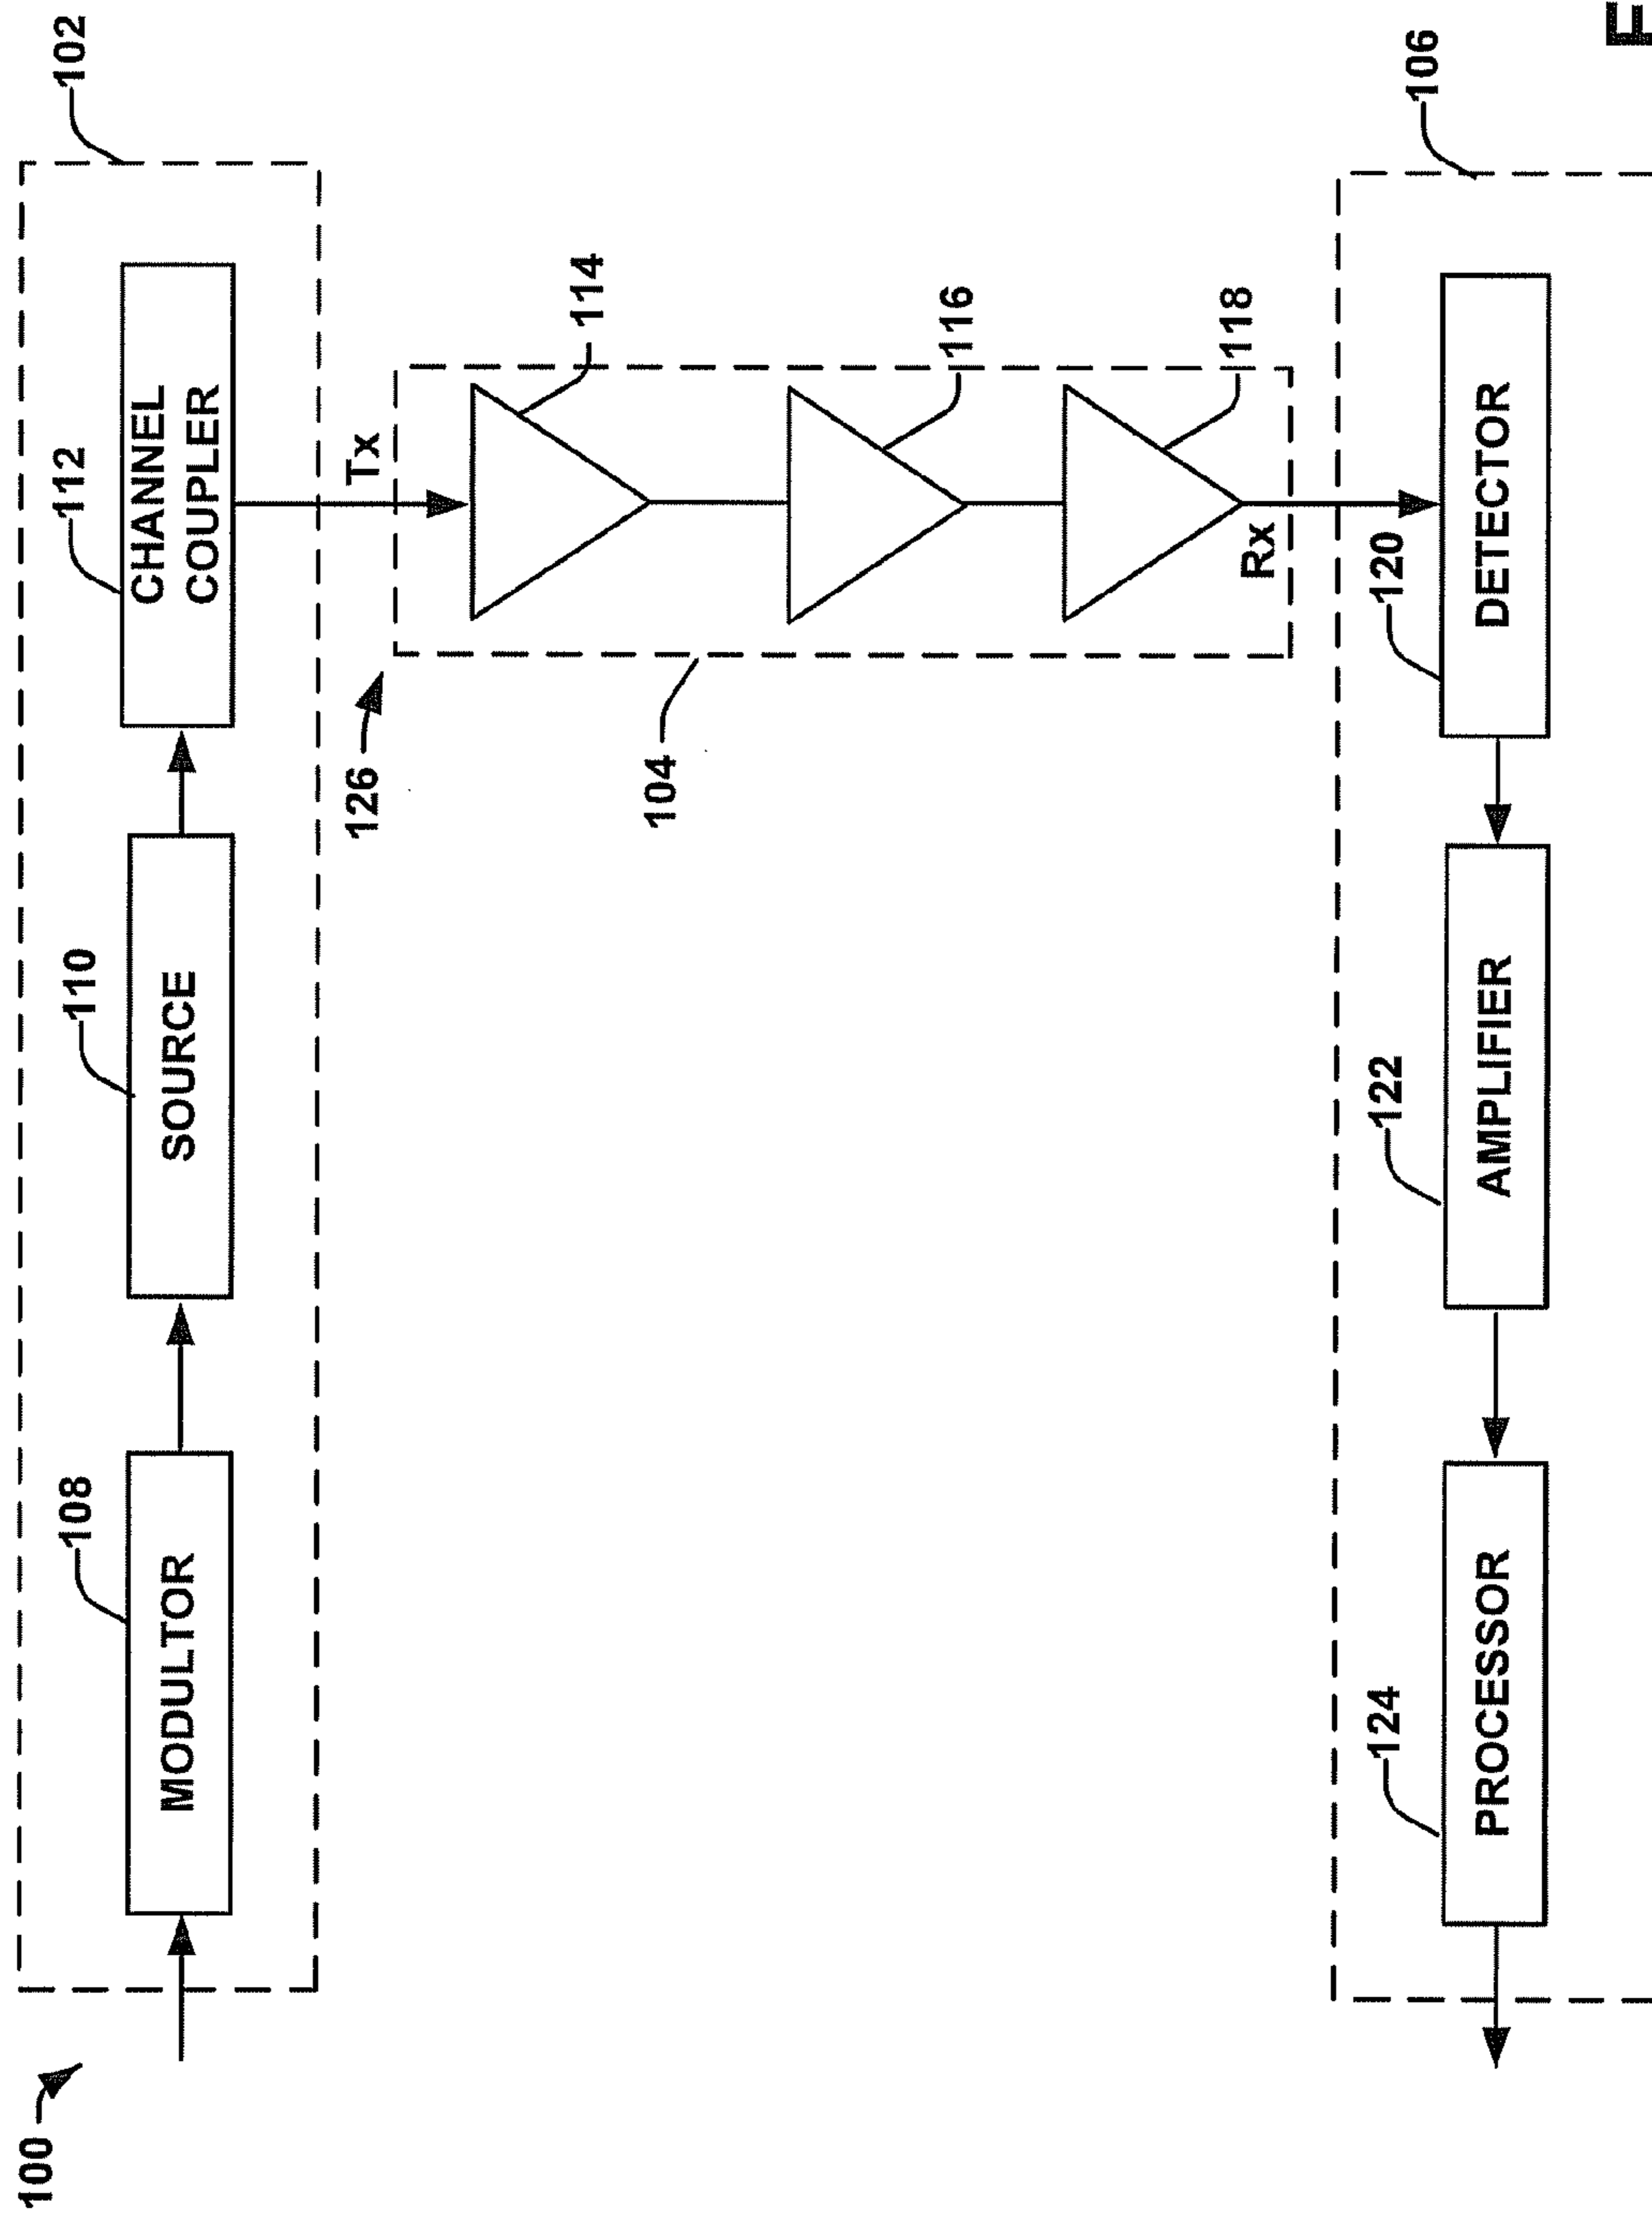 100
102
108
110
112
MODULTOR
SOURCE
CHANNEL
COUPLER
126
Tx
114
104
116
118
Rx
124
122
120
106
PROCESSOR
AMPLIFIER
DETECTOR